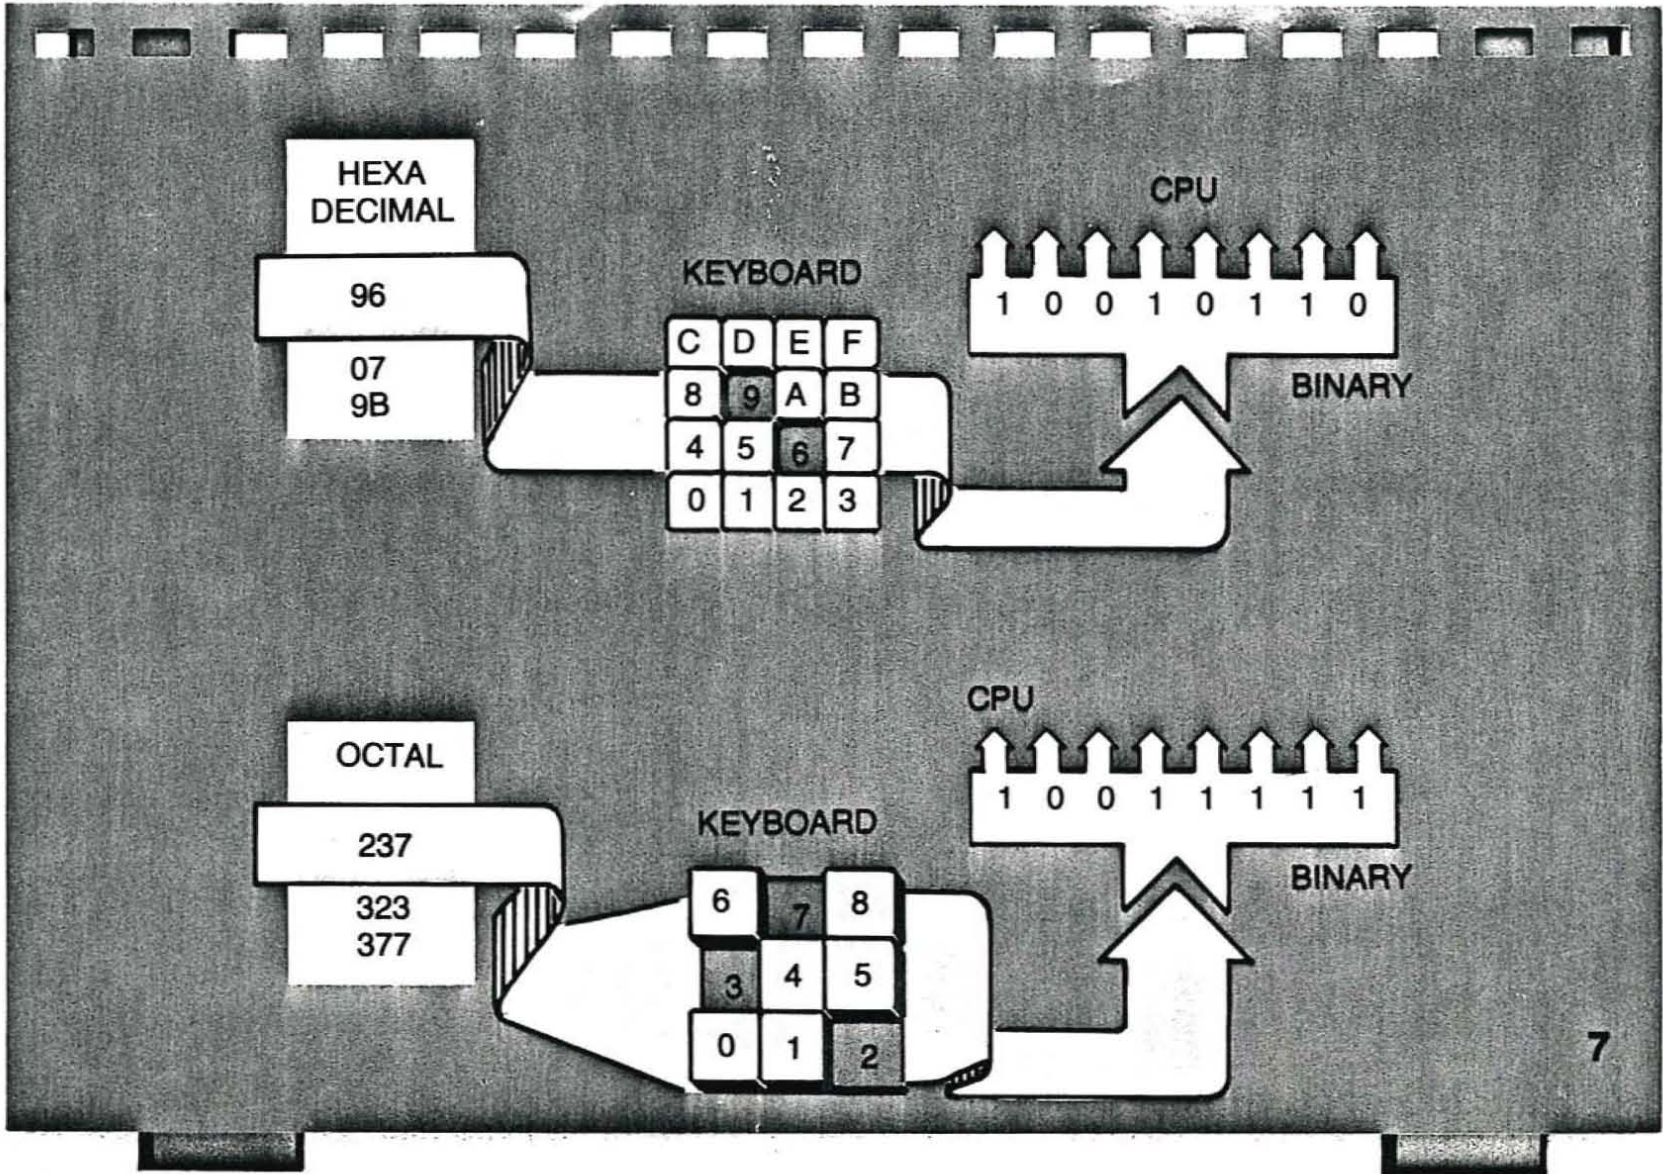 HEXA
DECIMAL
96
07
9B
KEYBOARD
C D E F
8 9 A B
4 5 6 7
0 1 2 3
CPU
1 0 0 1 0 1 1 0
BINARY
OCTAL
237
323
377
KEYBOARD
6 7 8
3 4 5
0 1 2
CPU
1 0 0 1 1 1 1 1
BINARY
7